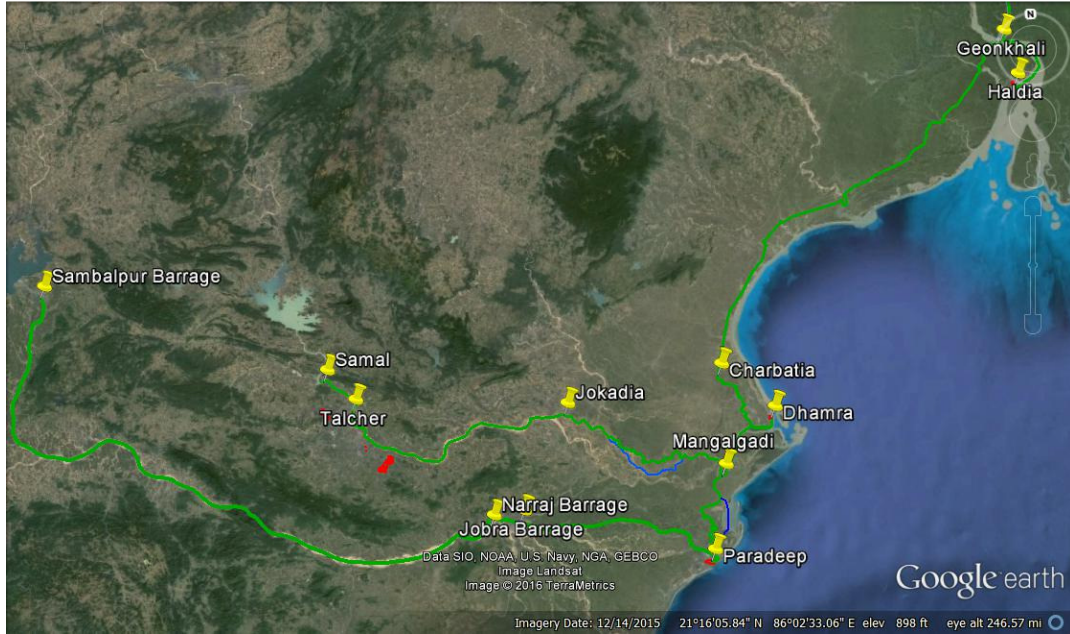 N
Geonkhali
Haldia
Sambalpur Barrage
Samal
Talcher
Jokadia
Charbatia
Dhamra
Mangalgadi
Narraj Barrage
Jobra Barrage
Paradeep
Data SIO, NOAA, U.S. Navy, NGA, GEBCO
Image Landsat
Image © 2016 TerraMetrics
Google earth
Imagery Date: 12/14/2015 21°16'05.84" N 86°02'33.06" E elev 898 ft eye alt 246.57 mi